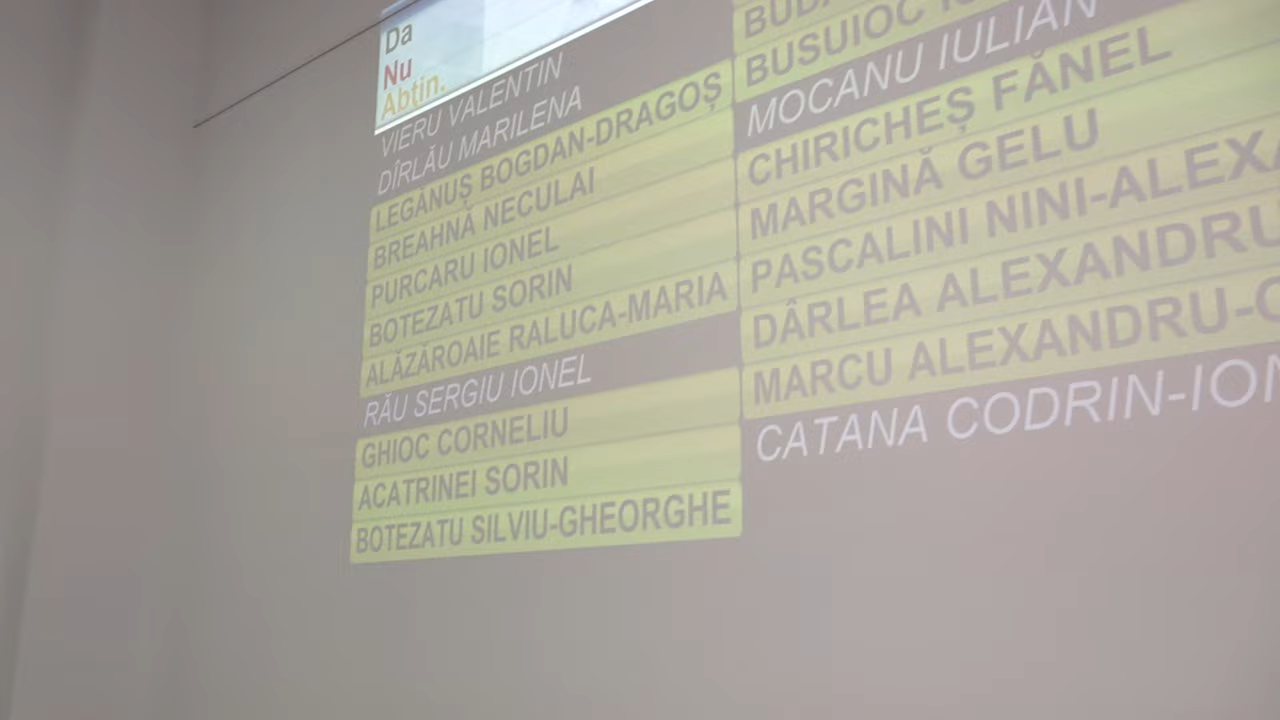 Da
Nu
Abțin.
VIERU VALENTIN
DÎRLĂU MARILENA
LEGĂNUȘ BOGDAN-DRAGOȘ
BREAHNĂ NECULAI
PURCARU IONEL
BOTEZATU SORIN
ALĂZĂROAIE RALUCA-MARIA
RĂU SERGIU IONEL
GHIOC CORNELIU
ACATRINEI SORIN
BOTEZATU SILVIU-GHEORGHE
BUSUIOC
MOCANU IULIAN
CHIRICHEȘ FĂNEL
MARGINĂ GELU
PASCALINI NINI-ALEXA
DÂRLEA ALEXANDRU
MARCU ALEXANDRU-
CATANA CODRIN-ION